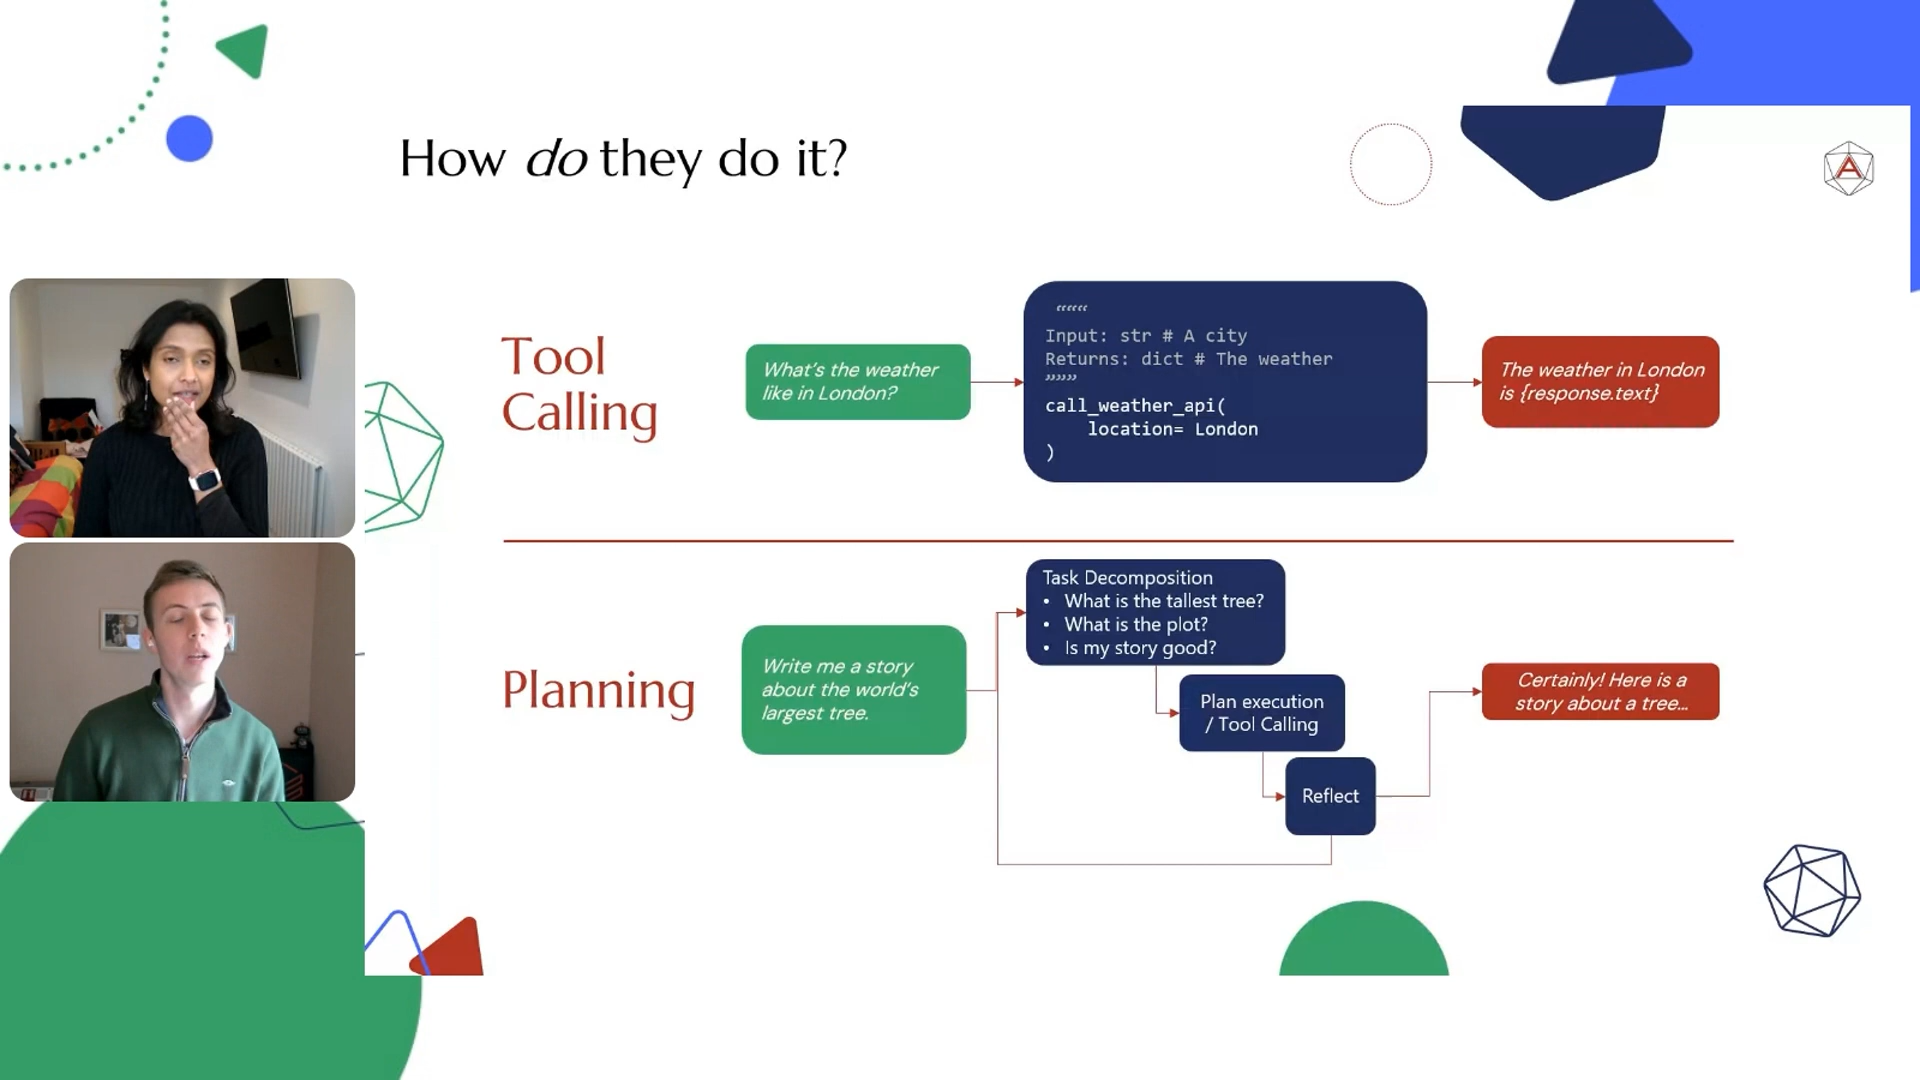 How do they do it?
A
Tool
Calling
What's the weather
like in London?
““““““
Input: str # A city
Returns: dict # The weather
””””””
call_weather_api(
location= London
)
The weather in London
is {response.text}
Planning
Write me a story
about the world's
largest tree.
Task Decomposition
• What is the tallest tree?
• What is the plot?
• Is my story good?
Plan execution
/ Tool Calling
Reflect
Certainly! Here is a
story about a tree...